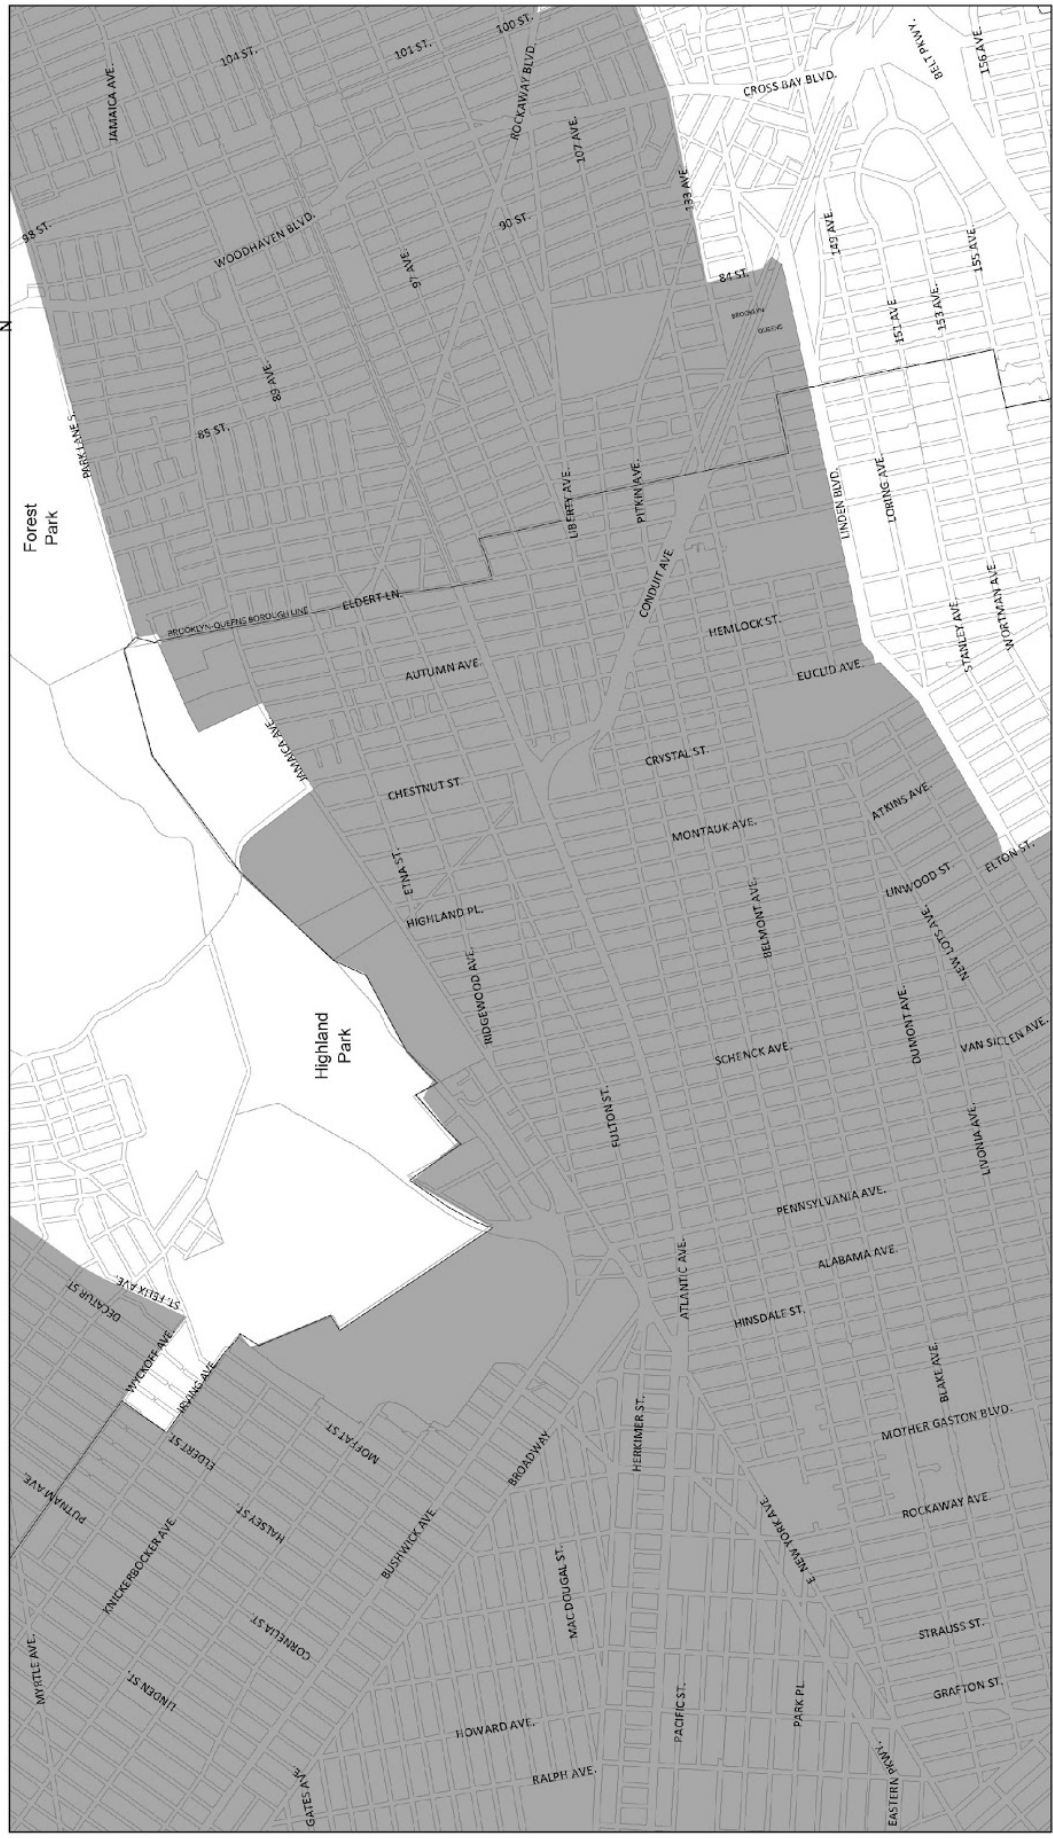 100 ST.
104 ST.
101 ST.
JAMAICA AVE.
ROCKAWAY BLVD.
CROSS BAY BLVD.
BELT PKWY.
156 AVE.
107 AVE.
133 AVE.
98 ST.
WOODHAVEN BLVD.
90 ST.
97 AVE.
149 AVE.
155 AVE.
84 ST.
N
BROOKLYN
QUEENS
151 AVE.
153 AVE.
89 AVE.
85 ST.
PARK LANE S.
Forest
Park
LIBERTY AVE.
PITKIN AVE.
LINDEN BLVD.
LORING AVE.
CONDUIT AVE.
ELDERT LN.
BROOKLYN-QUEENS BOROUGH LINE
HEMLOCK ST.
STANLEY AVE.
WORTMAN AVE.
AUTUMN AVE.
EUCLID AVE.
JAMAICA AVE.
CRYSTAL ST.
CHESTNUT ST.
ATKINS AVE.
MONTAUK AVE.
ETNA ST.
ELTON ST.
LINWOOD ST.
HIGHLAND PL.
BELMONT AVE.
NEW LOTS AVE.
RIDGEWOOD AVE.
Highland
Park
DUMONT AVE.
SCHENCK AVE.
VAN SICLEN AVE.
FULTON ST.
LIVONIA AVE.
PENNSYLVANIA AVE.
ALABAMA AVE.
ATLANTIC AVE.
ST. FELIX AVE.
DECATUR ST
HINSDALE ST.
WYCKOFF AVE.
IRVING AVE.
BLAKE AVE.
MOTHER GASTON BLVD.
ELDERT ST.
MOFFAT ST.
HERKIMER ST.
BROADWAY
PUTNAM AVE.
HALSEY ST.
ROCKAWAY AVE.
E. NEW YORK AVE.
KNICKERBOCKER AVE.
BUSHWICK AVE.
MAC DOUGAL ST.
CORNELIA ST.
STRAUSS ST.
MYRTLE AVE.
LINDEN ST.
GRAFTON ST.
HOWARD AVE.
PACIFIC ST.
PARK PL.
RALPH AVE.
GATES AVE.
EASTERN PKWY.